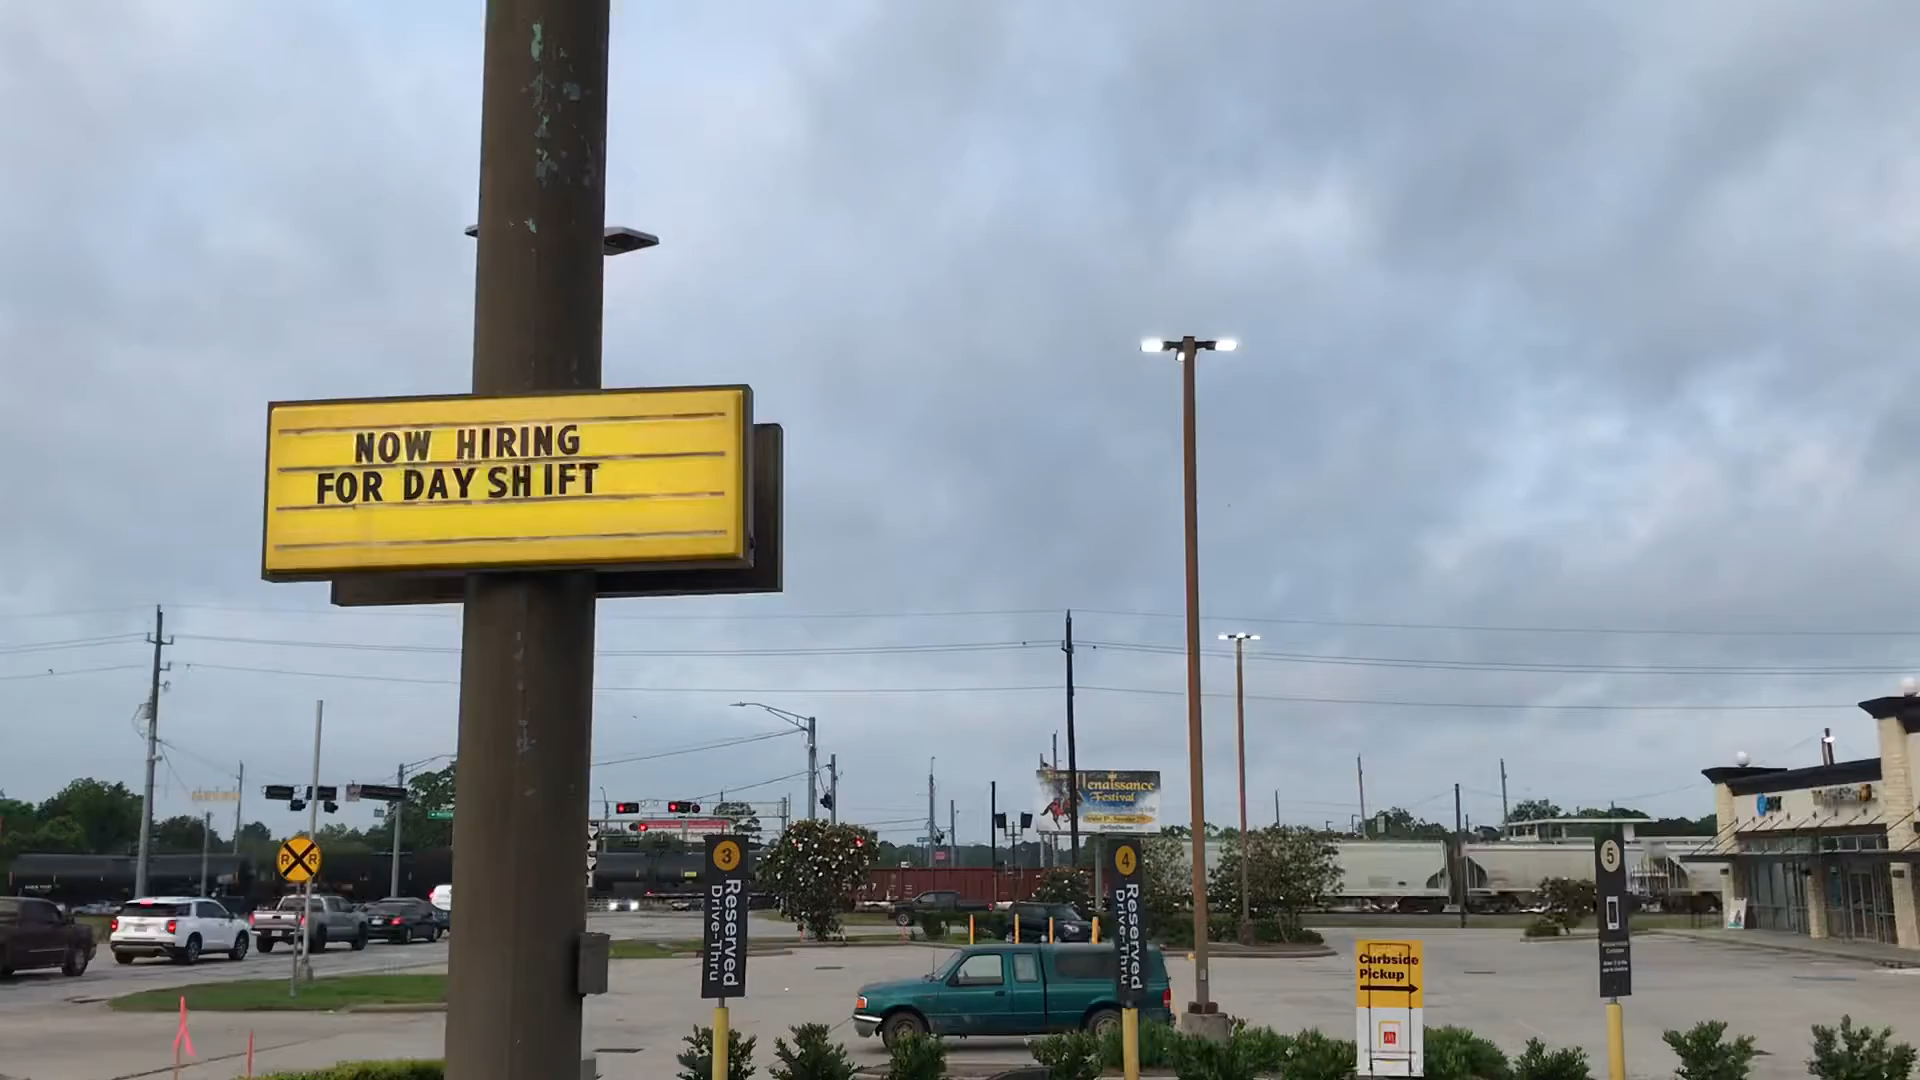 NOW HIRING
FOR DAY SHIFT
R R
Renaissance
Festival
3
Reserved
Drive-Thru
4
Reserved
Drive-Thru
5
Curbside
Pickup